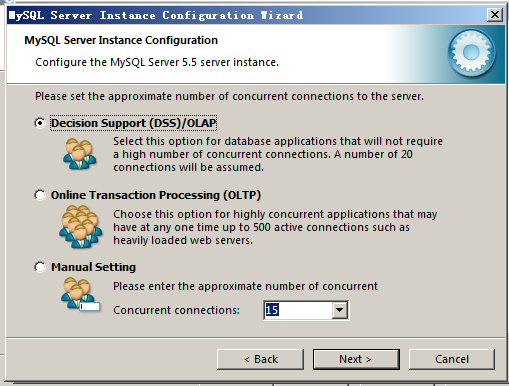 MySQL Server Instance Configuration Wizard
MySQL Server Instance Configuration
Configure the MySQL Server 5.5 server instance.
Please set the approximate number of concurrent connections to the server.
Decision Support (DSS)/OLAP
Select this option for database applications that will not require
a high number of concurrent connections. A number of 20
connections will be assumed.
Online Transaction Processing (OLTP)
Choose this option for highly concurrent applications that may
have at any one time up to 500 active connections such as
heavily loaded web servers.
Manual Setting
Please enter the approximate number of concurrent
Concurrent connections: 15
< Back Next > Cancel